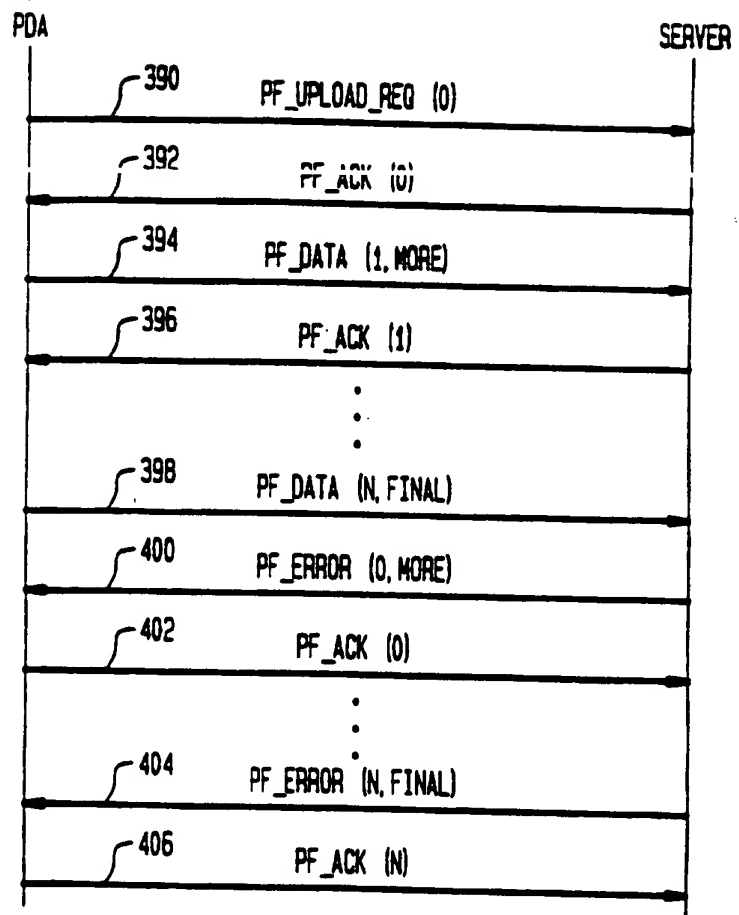 PDA
SERVER
390
PF_UPLOAD_REQ (0)
392
PF_ACK (0)
394
PF_DATA (1, MORE)
396
PF_ACK (1)
398
PF_DATA (N, FINAL)
400
PF_ERROR (0, MORE)
402
PF_ACK (0)
404
PF_ERROR (N, FINAL)
406
PF_ACK (N)